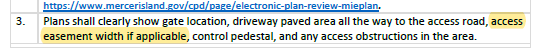 https://www.mercerisland.gov/cpd/page/electronic-plan-review-mieplan.
3. Plans shall clearly show gate location, driveway paved area all the way to the access road, access
easement width if applicable, control pedestal, and any access obstructions in the area.